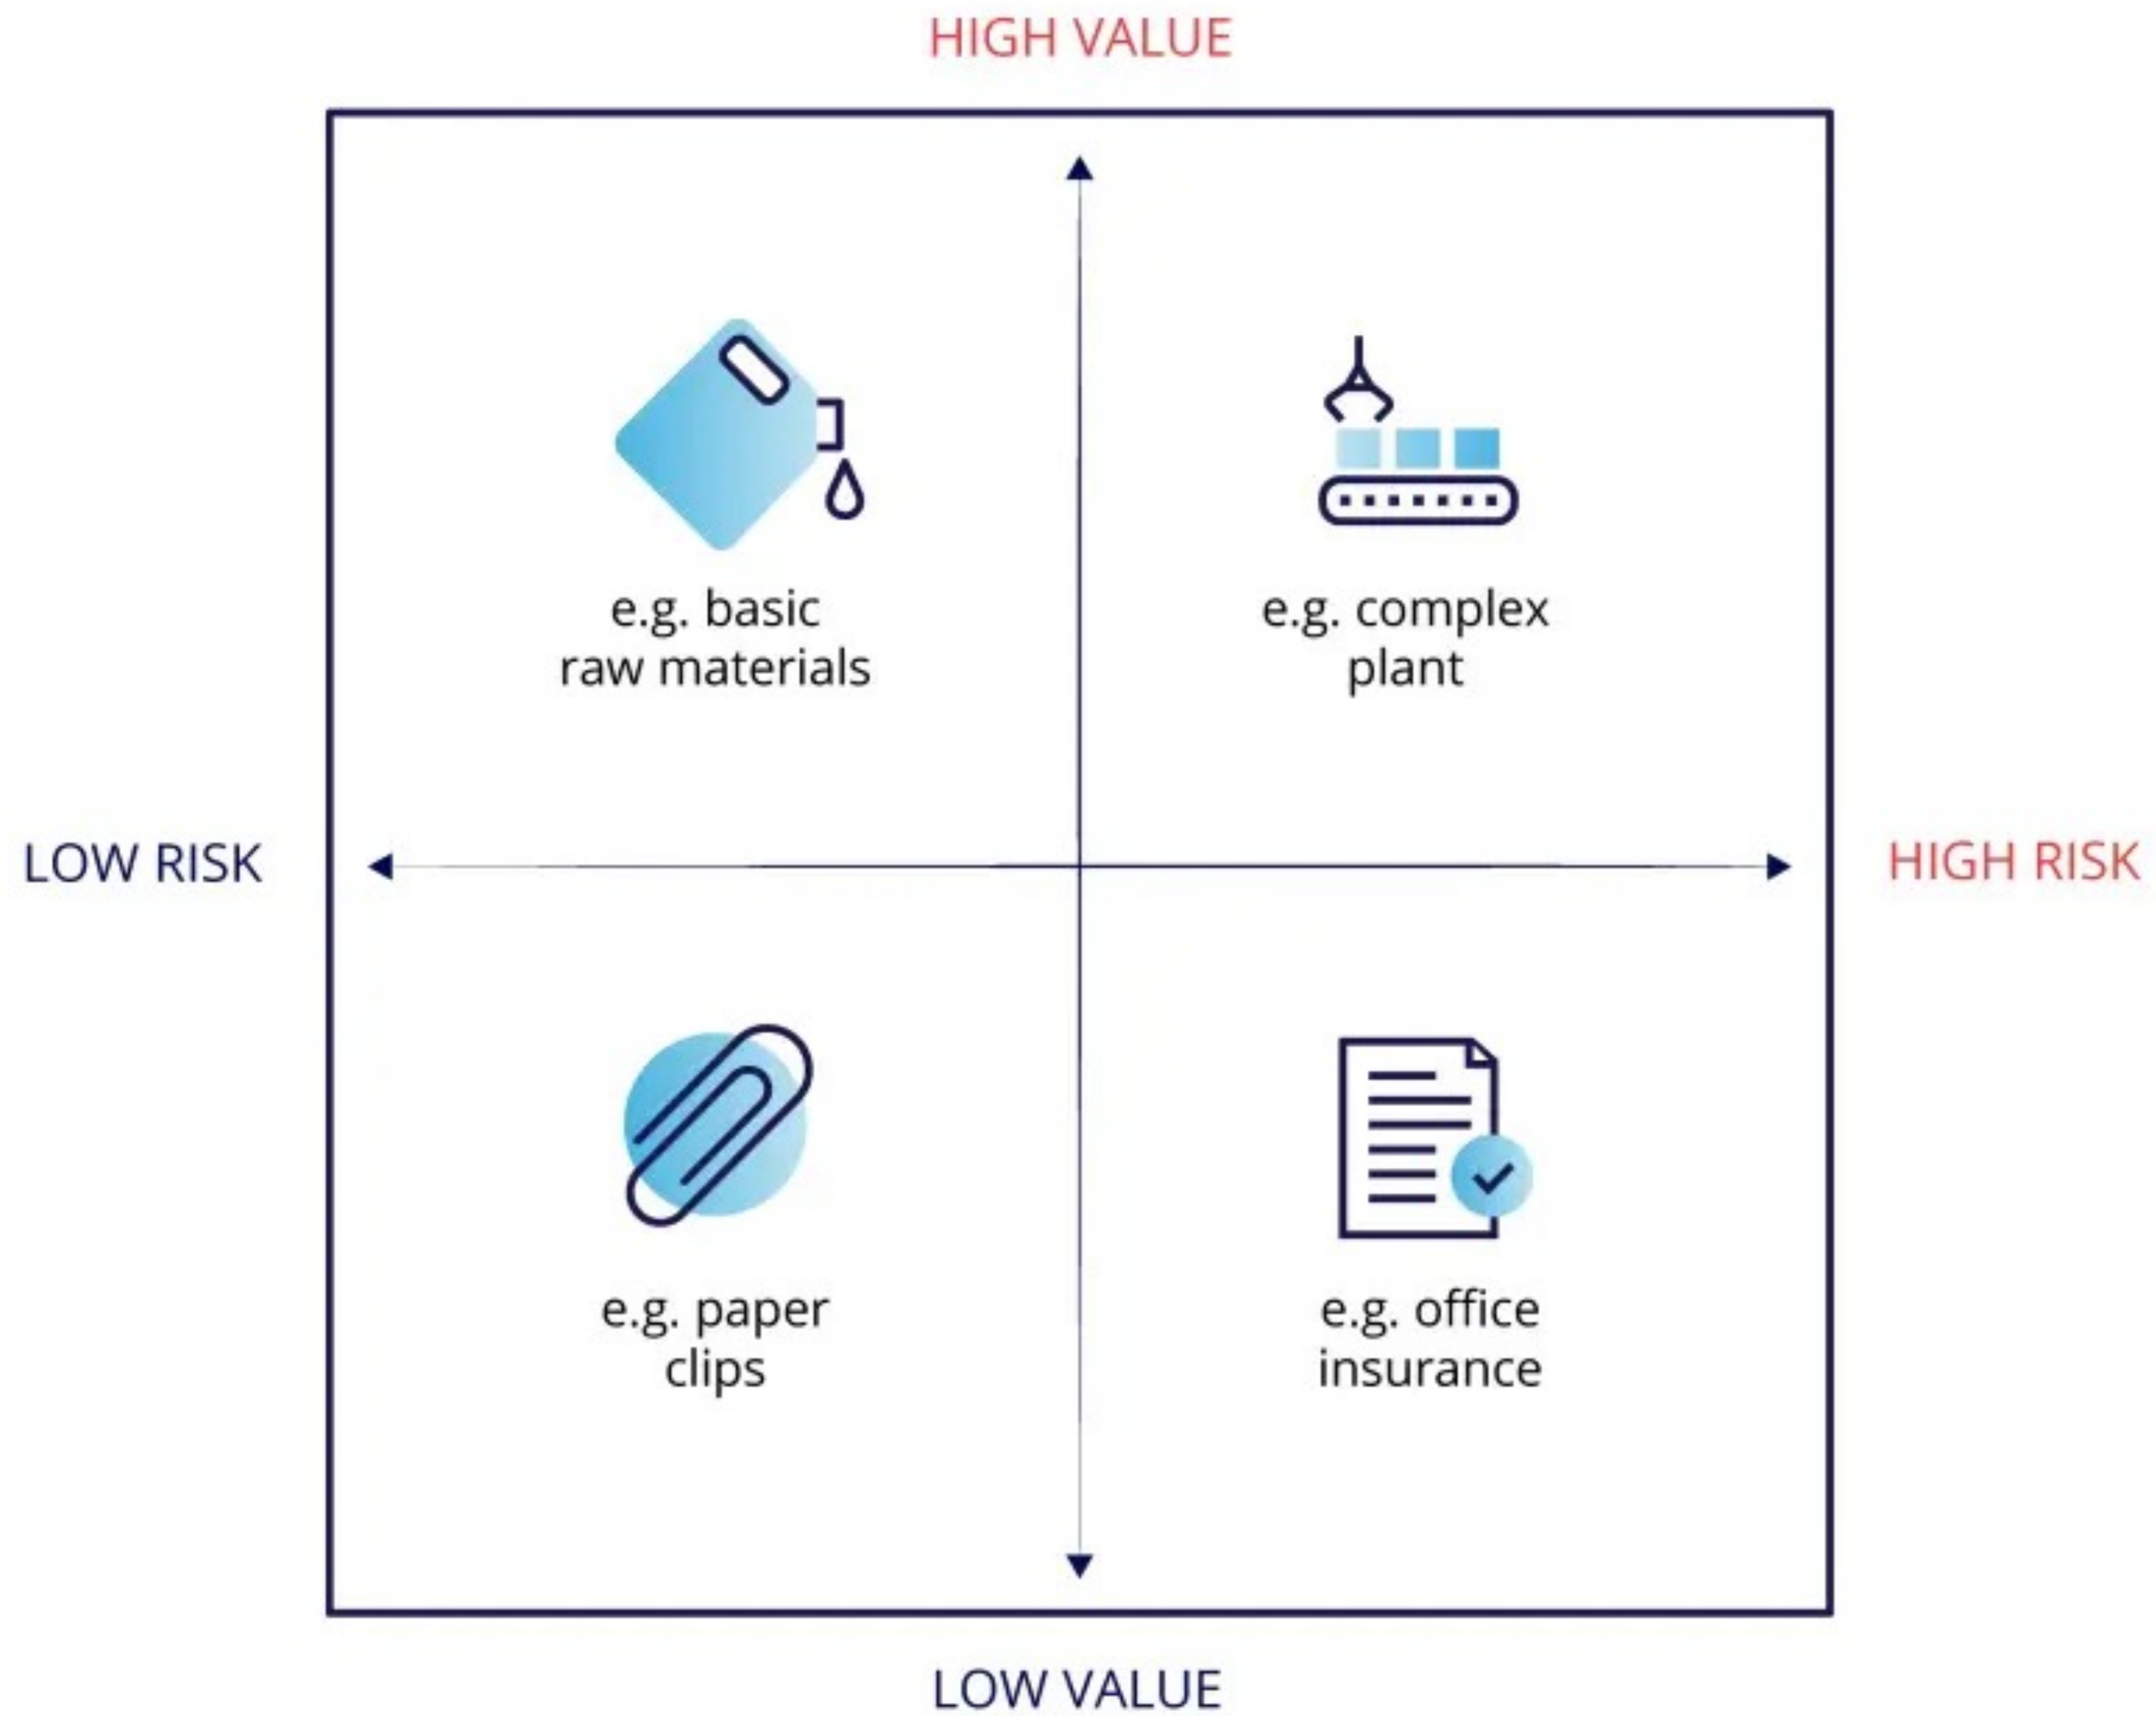 HIGH VALUE
e.g. basic
raw materials
e.g. complex
plant
LOW RISK
HIGH RISK
e.g. paper
clips
e.g. office
insurance
LOW VALUE